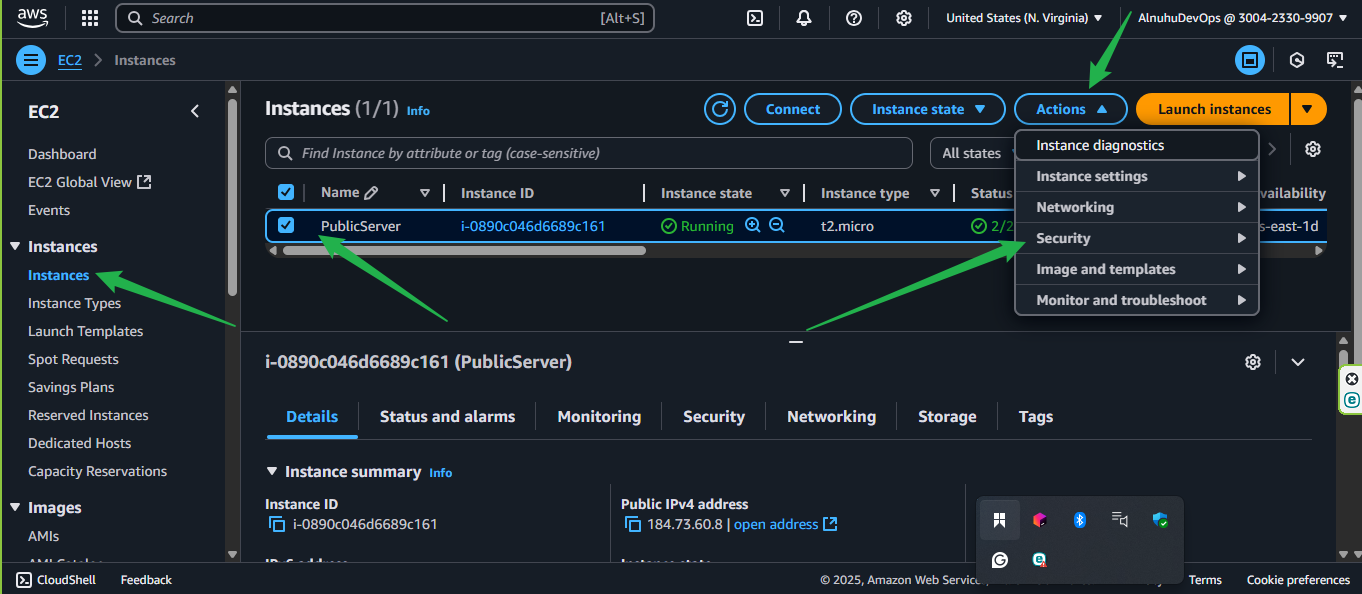 aws
Search [Alt+S]
United States (N. Virginia)
AlnuhuDevOps @ 3004-2330-9907
EC2 > Instances
EC2
Dashboard
EC2 Global View
Events
Instances
Instances
Instance Types
Launch Templates
Spot Requests
Savings Plans
Reserved Instances
Dedicated Hosts
Capacity Reservations
Images
AMIs
Instances (1/1) Info
Connect
Instance state
Actions
Launch instances
Find Instance by attribute or tag (case-sensitive)
All states
Instance diagnostics
Instance settings
Networking
Security
Image and templates
Monitor and troubleshoot
Name Instance ID Instance state Instance type Status vailability
PublicServer i-0890c046d6689c161 Running t2.micro 2/2 s-east-1d
i-0890c046d6689c161 (PublicServer)
Details Status and alarms Monitoring Security Networking Storage Tags
Instance summary Info
Instance ID
i-0890c046d6689c161
Public IPv4 address
184.73.60.8 | open address
CloudShell Feedback © 2025, Amazon Web Service Terms Cookie preferences